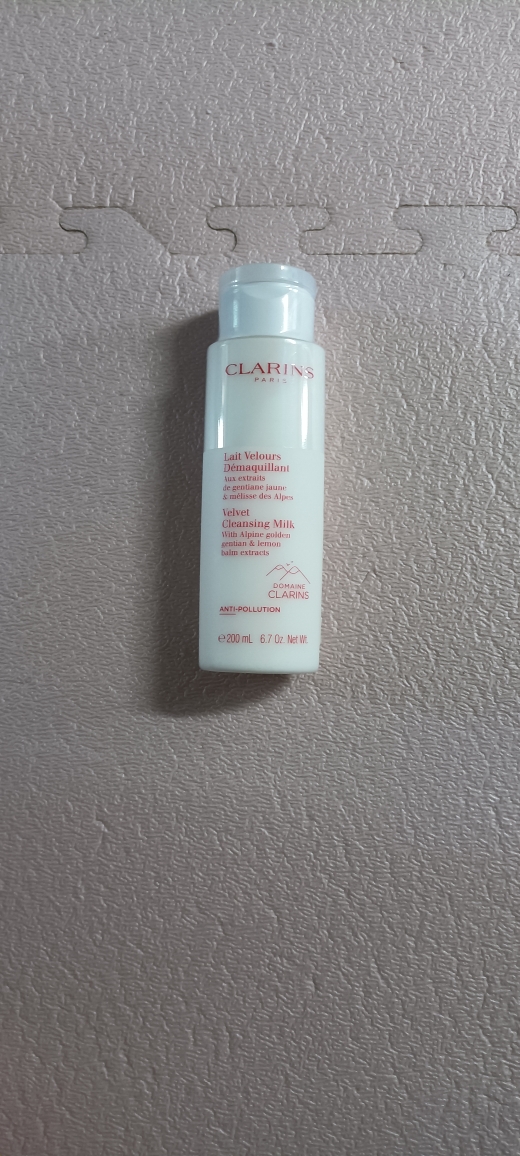 CLARINS
PARIS
Lait Velours
Démaquillant
Aux extraits
de gentiane jaune
& mélisse des Alpes
Velvet
Cleansing Milk
With Alpine golden
gentian & lemon
balm extracts
DOMAINE
CLARINS
ANTI-POLLUTION
℮ 200 mL 6.7 Oz. Net Wt.